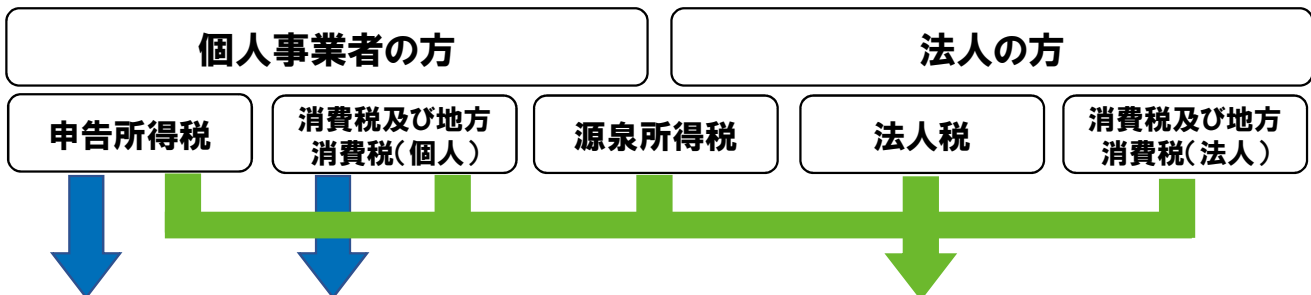 個人事業者の方
法人の方
申告所得税
消費税及び地方
消費税(個人)
源泉所得税
法人税
消費税及び地方
消費税(法人)